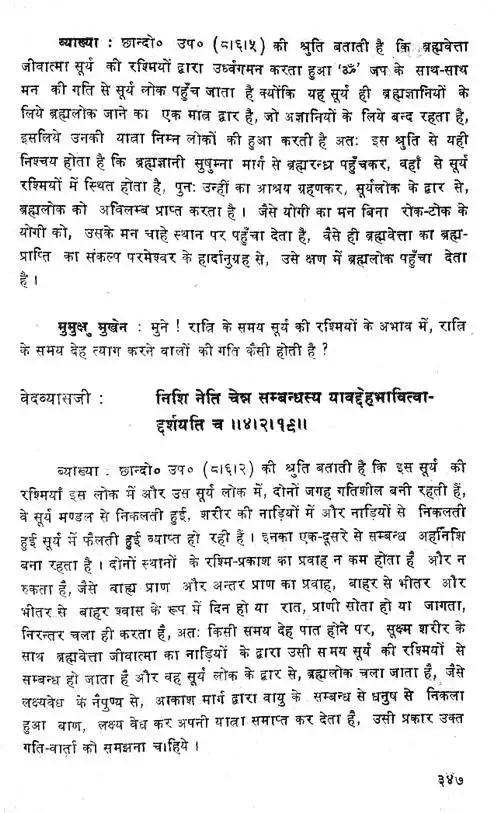 व्याख्या : छान्दो० उप० (८।६।५) की श्रुति बताती है कि ब्रह्मवेत्ता
जीवात्मा सूर्य की रश्मियों द्वारा उर्ध्वगमन करता हुआ 'ॐ' जप के साथ-साथ
मन की गति से सूर्य लोक पहुँच जाता है क्योंकि यह सूर्य ही ब्रह्मज्ञानियों के
लिये ब्रह्मलोक जाने का एक मात्र द्वार है, जो अज्ञानियों के लिये बन्द रहता है,
इसलिये उनकी यात्रा निम्न लोकों की हुआ करती है अतः इस श्रुति से यही
निश्चय होता है कि ब्रह्मज्ञानी सुषुम्ना मार्ग से ब्रह्मरन्ध्र पहुँचकर, वहाँ से सूर्य
रश्मियों में स्थित होता है, पुनः उन्हीं का आश्रय ग्रहणकर, सूर्यलोक के द्वार से,
ब्रह्मलोक को अविलम्ब प्राप्त करता है। जैसे योगी का मन बिना रोक-टोक के
योगी को, उसके मन चाहे स्थान पर पहुँचा देता है, वैसे ही ब्रह्मवेत्ता का ब्रह्म-
प्राप्ति का संकल्प परमेश्वर के हार्दानुग्रह से, उसे क्षण में ब्रह्मलोक पहुँचा देता
है।
मुमुक्षु मुखेन : मुने ! रात्रि के समय सूर्य की रश्मियों के अभाव में, रात्रि
के समय देह त्याग करने वालों की गति कैसी होती है ?
वेदव्यासजी : निशि नेति चेन्न सम्बन्धस्य यावद्देहभावित्वा-
द्दर्शयति च ॥४।२।१९॥
व्याख्या : छान्दो० उप० (८।६।२) की श्रुति बताती है कि इस सूर्य की
रश्मियाँ इस लोक में और उस सूर्य लोक में, दोनों जगह गतिशील बनी रहती हैं,
वे सूर्य मण्डल से निकलती हुई, शरीर की नाड़ियों में और नाड़ियों से निकलती
हुई सूर्य में फैलती हुई व्याप्त हो रही हैं। इनका एक-दूसरे से सम्बन्ध अहर्निशि
बना रहता है। दोनों स्थानों के रश्मि-प्रकाश का प्रवाह न कम होता है और न
रुकता है, जैसे वाह्य प्राण और अन्तर प्राण का प्रवाह, बाहर से भीतर और
भीतर से बाहर श्वास के रूप में दिन हो या रात, प्राणी सोता हो या जागता,
निरन्तर चला ही करता है, अतः किसी समय देह पात होने पर, सूक्ष्म शरीर के
साथ ब्रह्मवेत्ता जीवात्मा का नाड़ियों के द्वारा उसी समय सूर्य की रश्मियों से
सम्बन्ध हो जाता है और वह सूर्य लोक के द्वार से, ब्रह्मलोक चला जाता है, जैसे
लक्ष्यवेध के नैपुण्य से, आकाश मार्ग द्वारा वायु के सम्बन्ध से धनुष से निकला
हुआ बाण, लक्ष्य वेध कर अपनी यात्रा समाप्त कर देता है, उसी प्रकार उक्त
गति-वार्ता को समझना चाहिये।
३४७